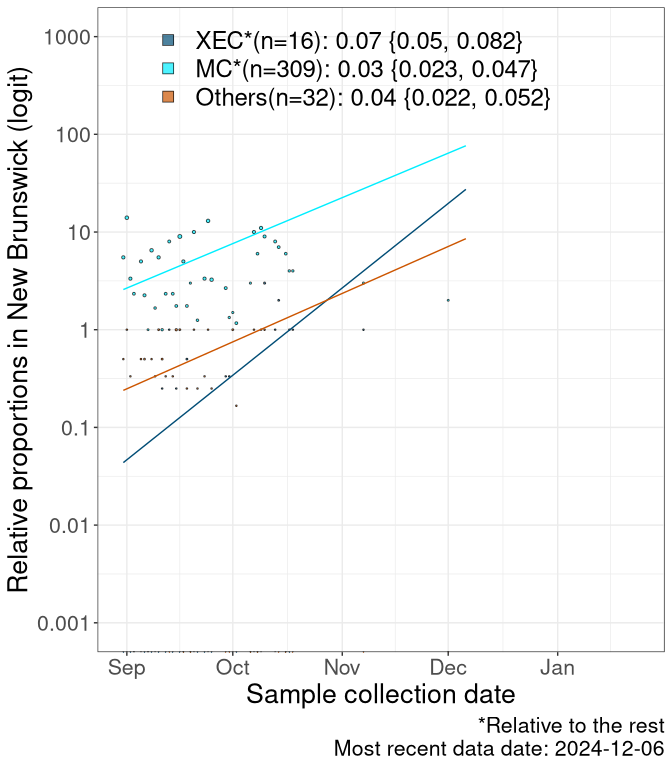 XEC*(n=16): 0.07 {0.05, 0.082}
MC*(n=309): 0.03 {0.023, 0.047}
Others(n=32): 0.04 {0.022, 0.052}
Relative proportions in New Brunswick (logit)
1000
100
10
1
0.1
0.01
0.001
Sep Oct Nov Dec Jan
Sample collection date
*Relative to the rest
Most recent data date: 2024-12-06